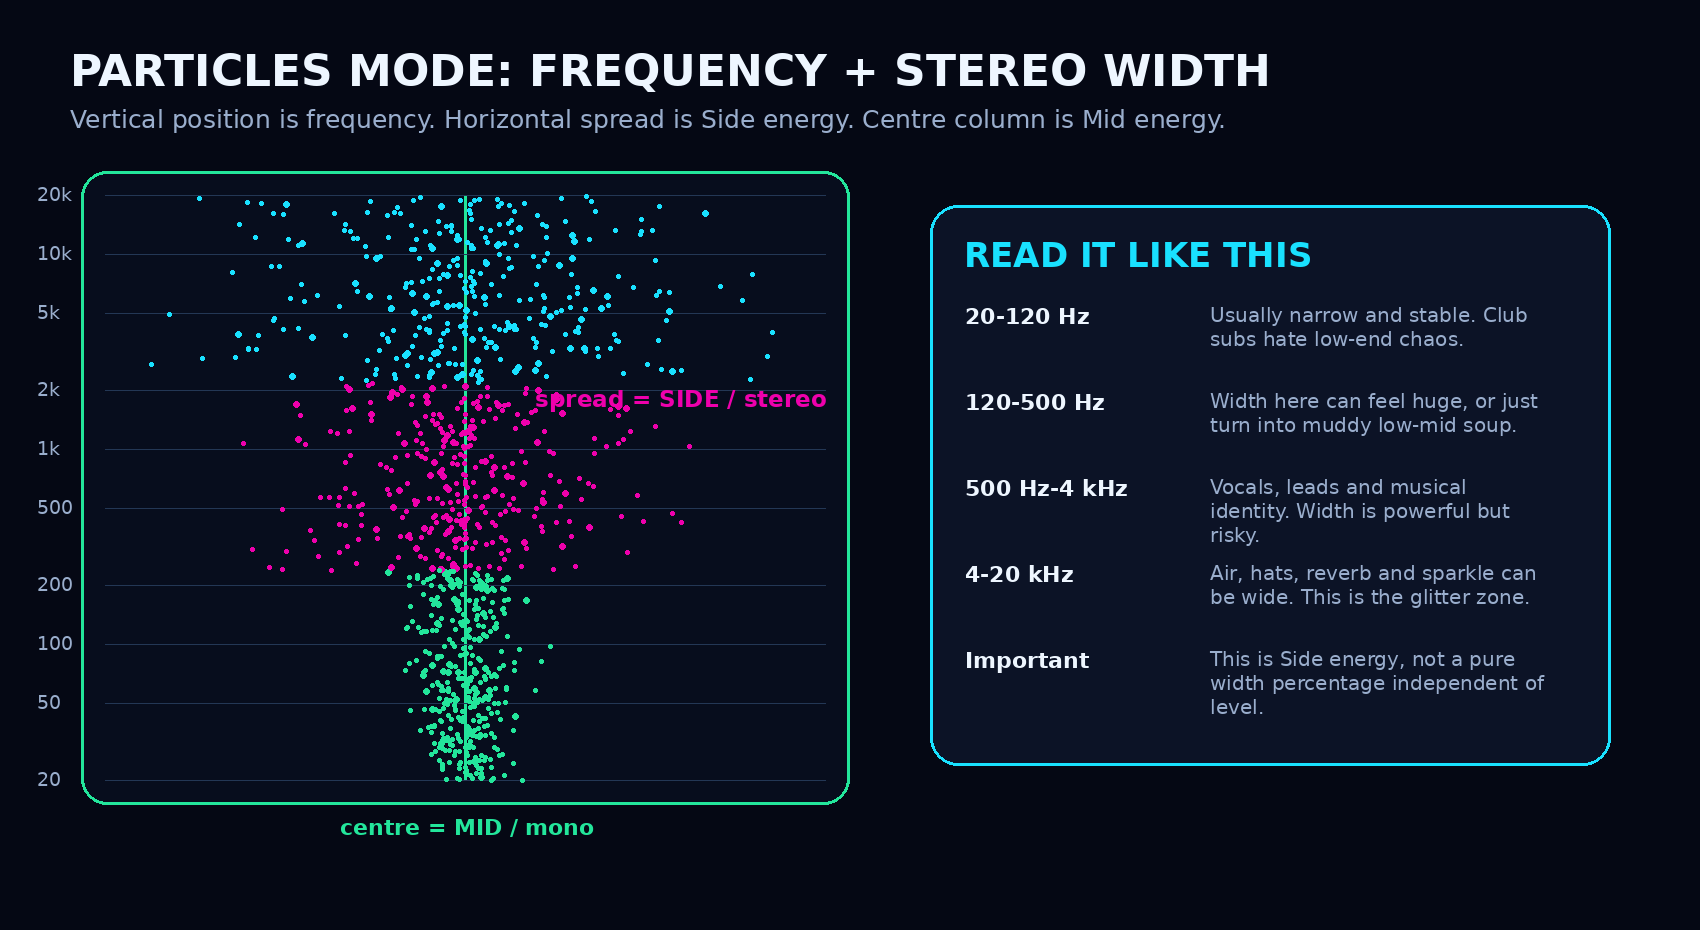 PARTICLES MODE: FREQUENCY + STEREO WIDTH
Vertical position is frequency. Horizontal spread is Side energy. Centre column is Mid energy.
20k
10k
5k
2k
1k
500
200
100
50
20
spread = SIDE / stereo
centre = MID / mono
READ IT LIKE THIS
20-120 Hz
Usually narrow and stable. Club
subs hate low-end chaos.
120-500 Hz
Width here can feel huge, or just
turn into muddy low-mid soup.
500 Hz-4 kHz
Vocals, leads and musical
identity. Width is powerful but
risky.
4-20 kHz
Air, hats, reverb and sparkle can
be wide. This is the glitter zone.
Important
This is Side energy, not a pure
width percentage independent of
level.